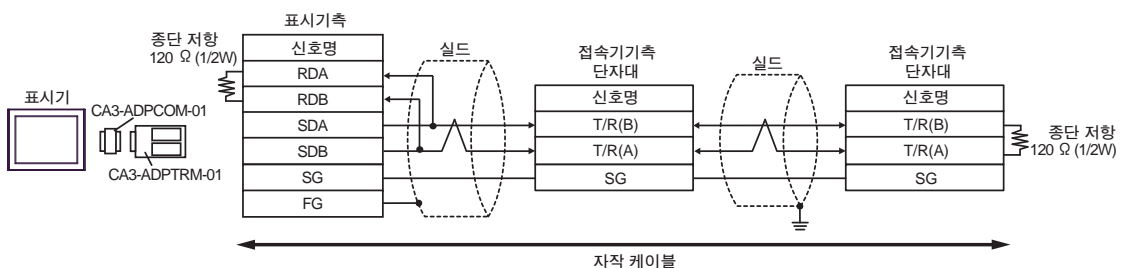 표시기
CA3-ADPCOM-01
CA3-ADPTRM-01
종단 저항
120 Ω (1/2W)
표시기측
신호명
RDA
RDB
SDA
SDB
SG
FG
실드
접속기기측
단자대
신호명
T/R(B)
T/R(A)
SG
실드
접속기기측
단자대
신호명
T/R(B)
T/R(A)
SG
종단 저항
120 Ω (1/2W)
자작 케이블